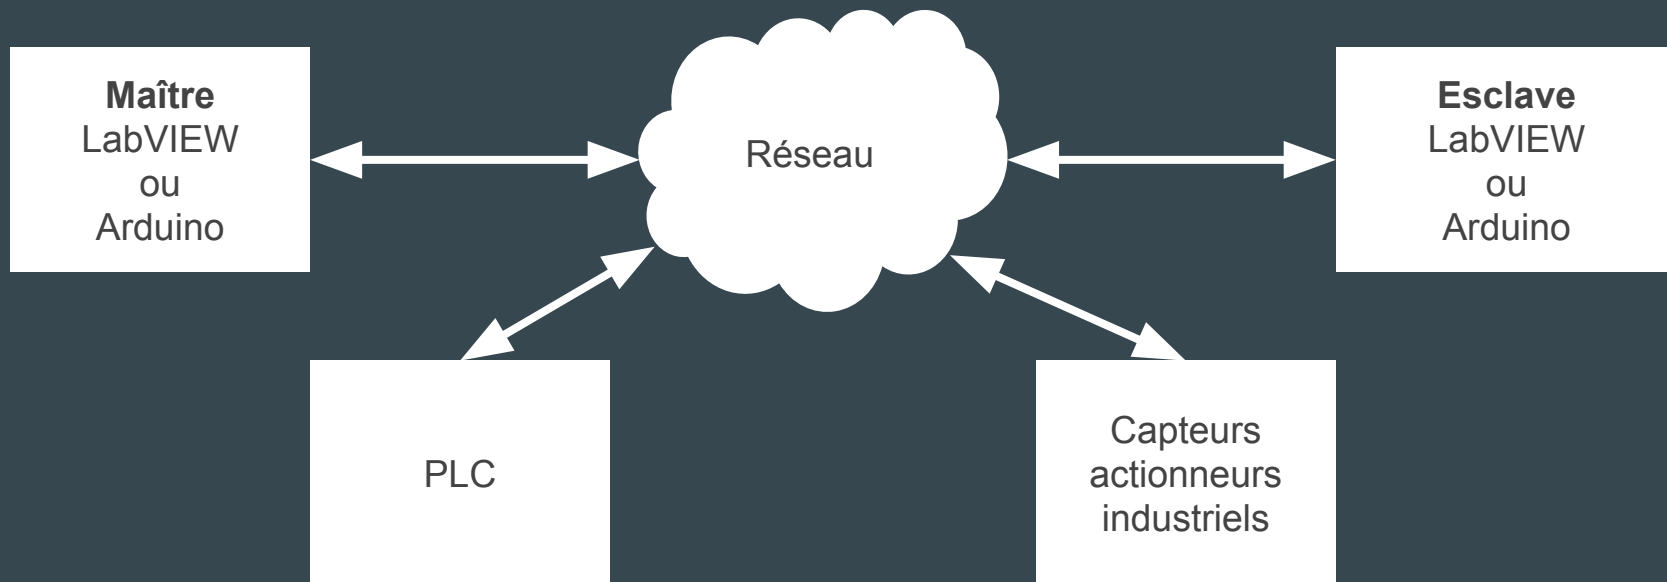 Maître
LabVIEW
ou
Arduino
Réseau
Esclave
LabVIEW
ou
Arduino
PLC
Capteurs
actionneurs
industriels